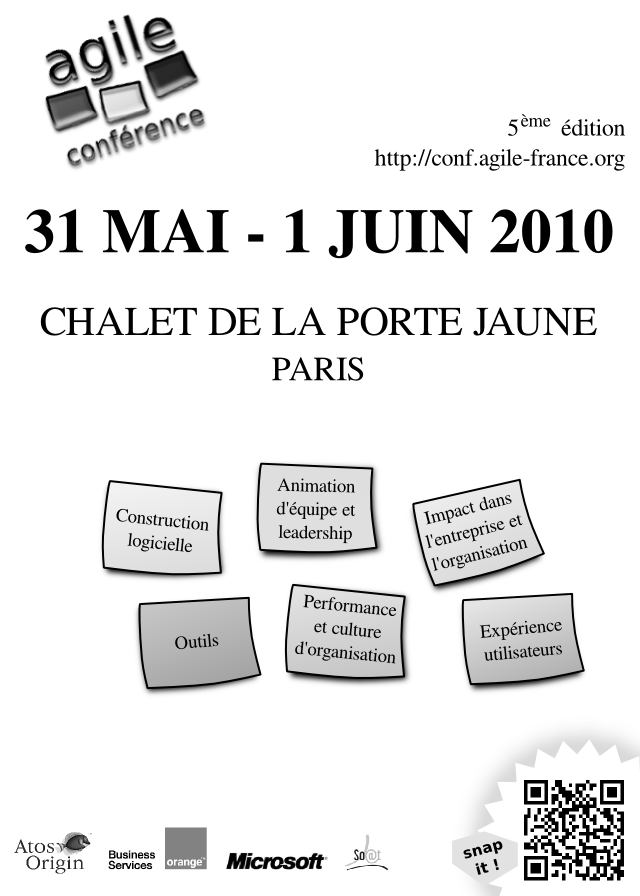 agile
conférence
5ème édition
http://conf.agile-france.org
31 MAI - 1 JUIN 2010
CHALET DE LA PORTE JAUNE
PARIS
Construction
logicielle
Animation
d'équipe et
leadership
Impact dans
l'entreprise et
l'organisation
Outils
Performance
et culture
d'organisation
Expérience
utilisateurs
Atos
Origin
Business
Services
orange
Microsoft
So@t
snap
it !